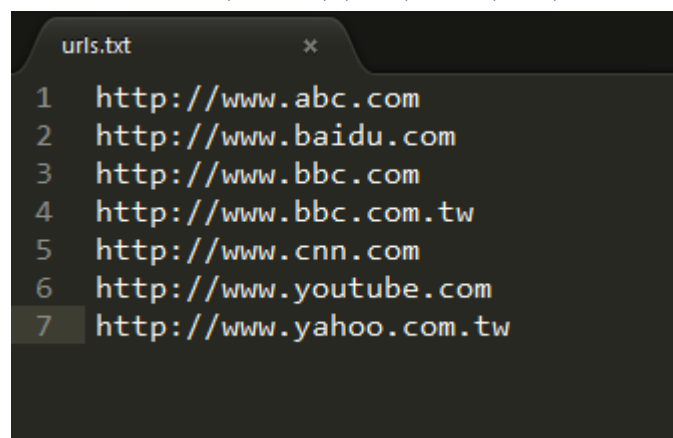 urls.txt ×
1 http://www.abc.com
2 http://www.baidu.com
3 http://www.bbc.com
4 http://www.bbc.com.tw
5 http://www.cnn.com
6 http://www.youtube.com
7 http://www.yahoo.com.tw